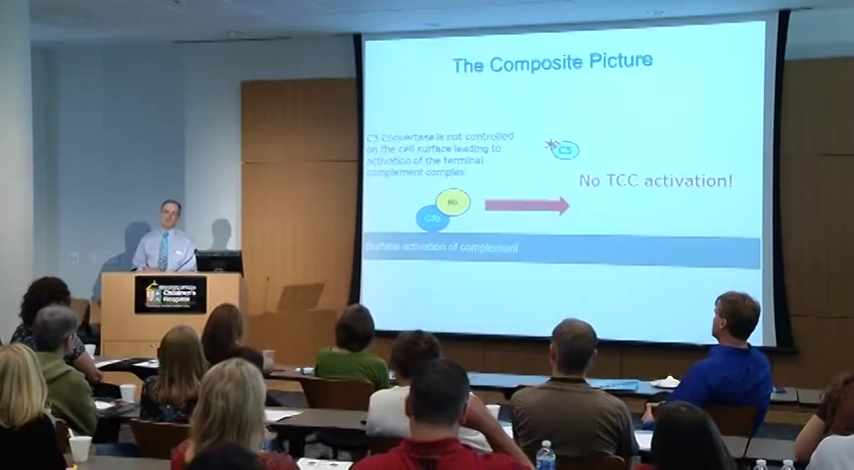 The Composite Picture
C3 Convertase is not controlled
on the cell surface leading to
activation of the terminal
complement complex:
C5
No TCC activation!
Bb
C3b
Surface activation of complement
Children's
Hospital